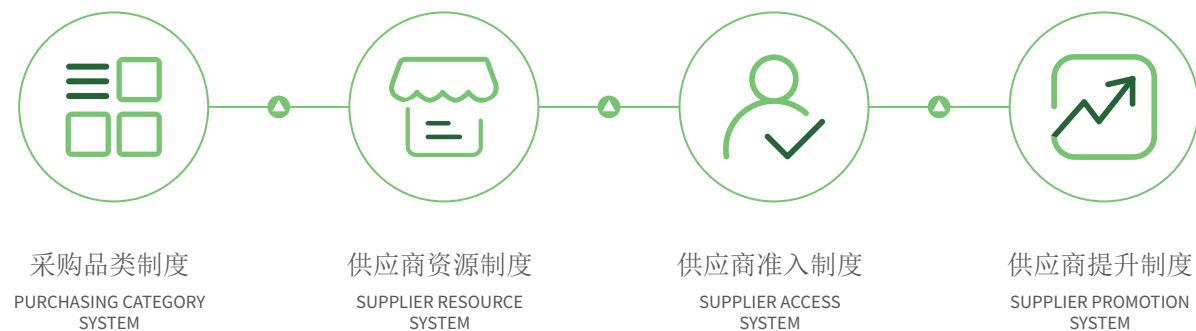 采购品类制度
PURCHASING CATEGORY
SYSTEM
供应商资源制度
SUPPLIER RESOURCE
SYSTEM
供应商准入制度
SUPPLIER ACCESS
SYSTEM
供应商提升制度
SUPPLIER PROMOTION
SYSTEM